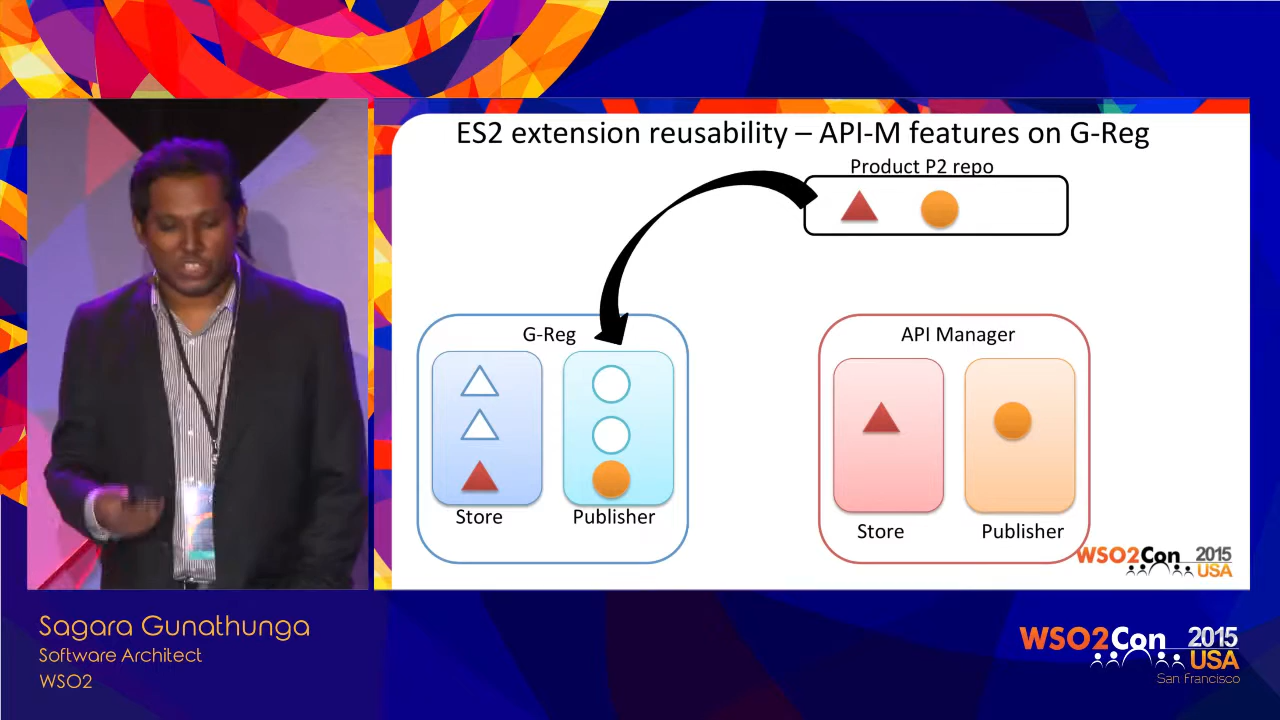 ES2 extension reusability – API-M features on G-Reg
Product P2 repo
G-Reg
API Manager
Store
Publisher
Store
Publisher
WSO2Con 2015
USA
Sagara Gunathunga
Software Architect
WSO2
WSO2Con 2015
USA
San Francisco